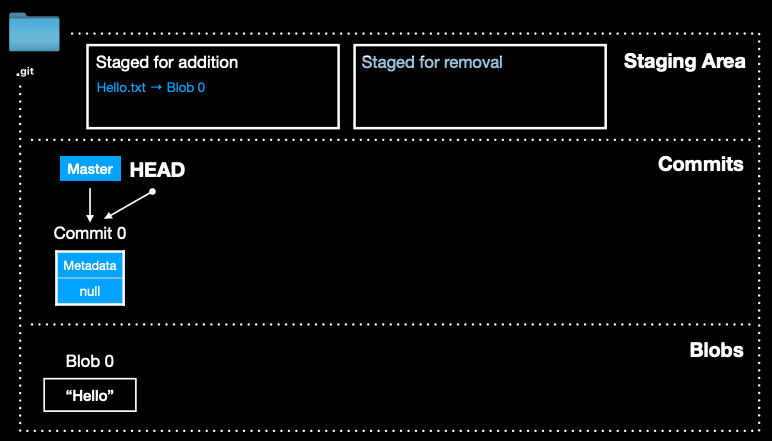 .git
Staged for addition
Hello.txt → Blob 0
Staged for removal
Staging Area
Commits
Master
HEAD
Commit 0
Metadata
null
Blobs
Blob 0
“Hello”